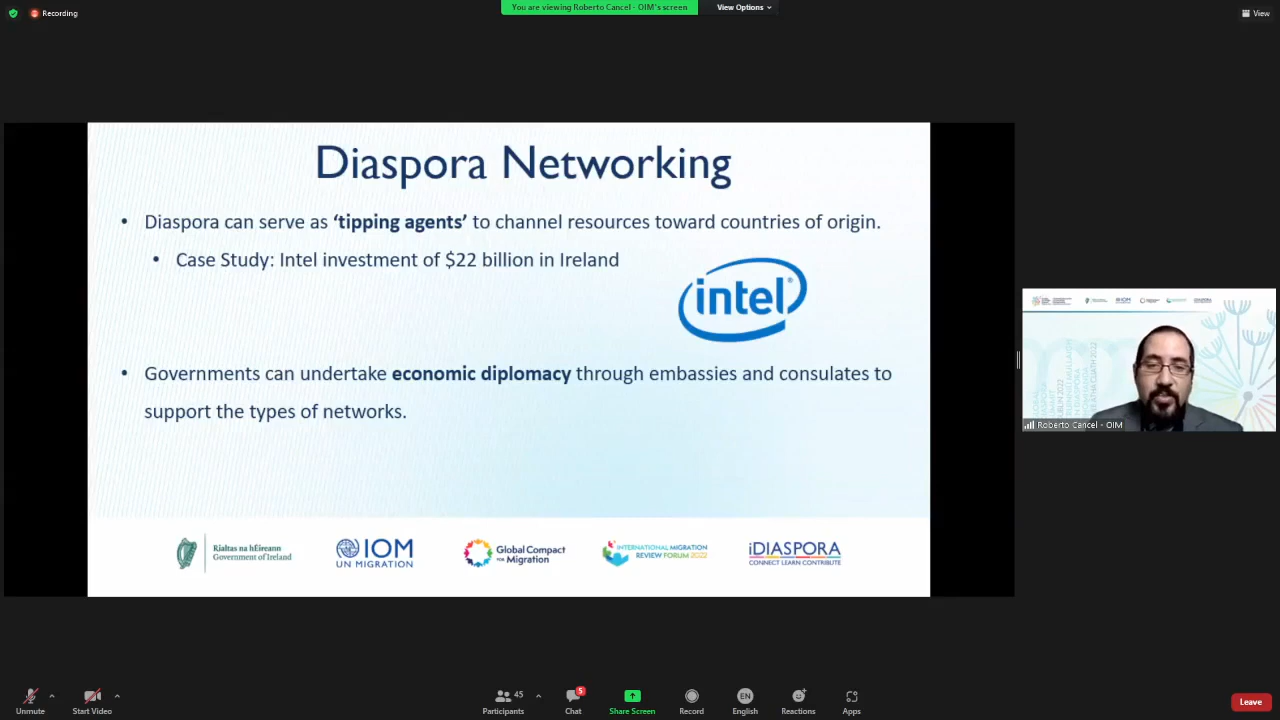 Recording
You are viewing Roberto Cancel - OIM's screen
View Options
View
Diaspora Networking
• Diaspora can serve as ‘tipping agents’ to channel resources toward countries of origin.
• Case Study: Intel investment of $22 billion in Ireland
intel®
• Governments can undertake economic diplomacy through embassies and consulates to
support the types of networks.
Rialtas na hÉireann
Government of Ireland
IOM
UN MIGRATION
Global Compact
FOR Migration
INTERNATIONAL MIGRATION
REVIEW FORUM 2022
iDIASPORA
CONNECT LEARN CONTRIBUTE
Roberto Cancel - OIM
Unmute
Start Video
45
Participants
5
Chat
Share Screen
Record
EN
English
Reactions
Apps
Leave